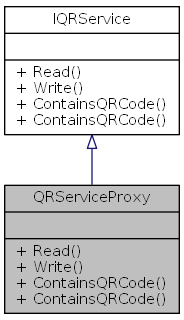 IQRService
+ Read()
+ Write()
+ ContainsQRCode()
+ ContainsQRCode()
QRServiceProxy
+ Read()
+ Write()
+ ContainsQRCode()
+ ContainsQRCode()